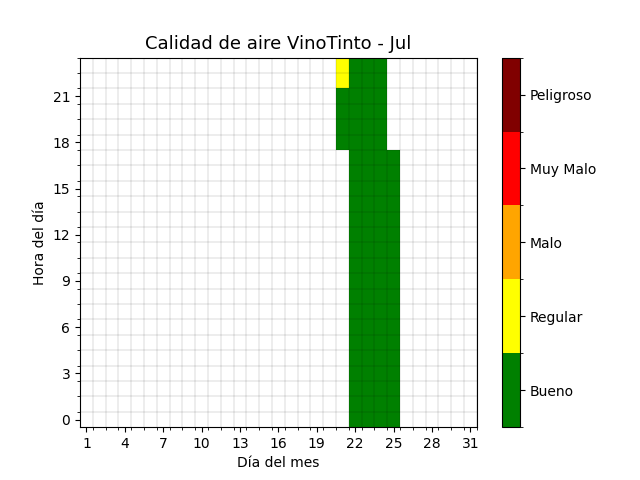 Calidad de aire VinoTinto - Jul
Hora del día
21
18
15
12
9
6
3
0
1 4 7 10 13 16 19 22 25 28 31
Día del mes
Peligroso
Muy Malo
Malo
Regular
Bueno